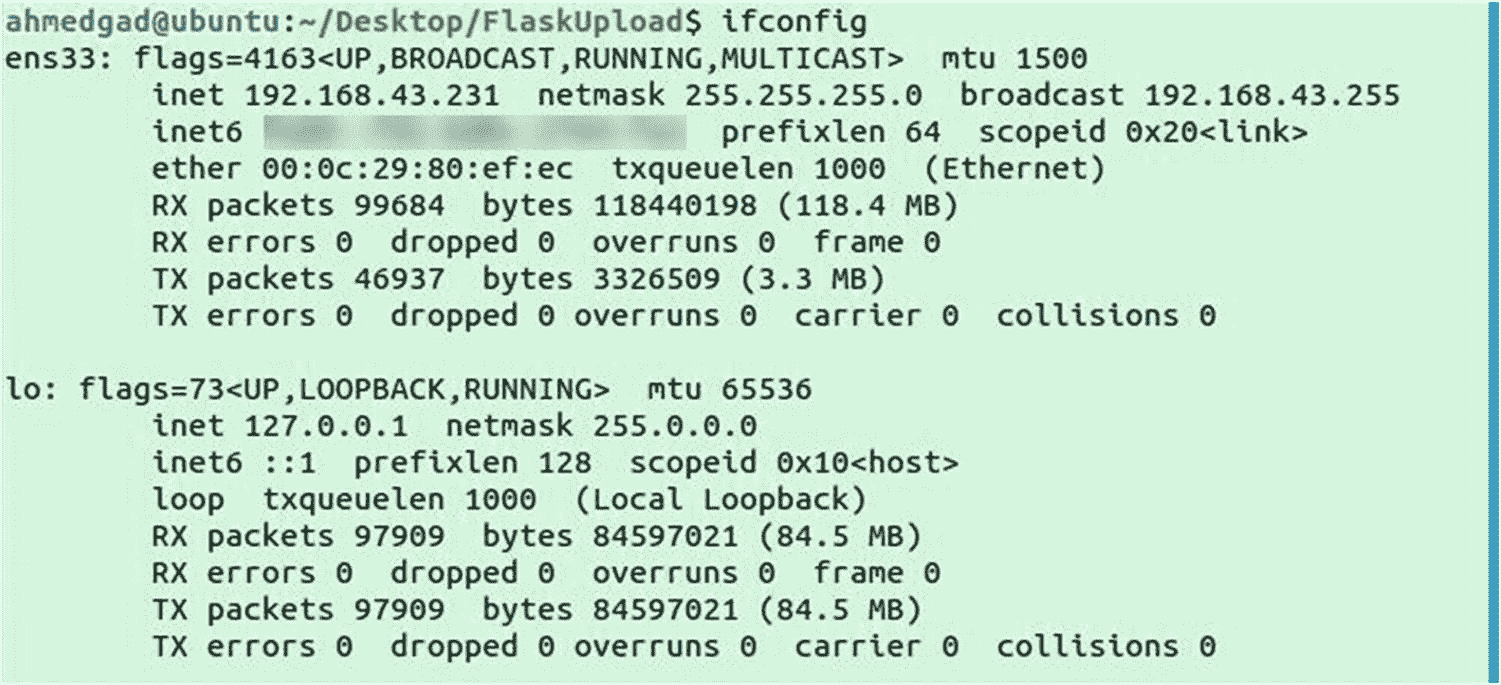 ahmedgad@ubuntu:~/Desktop/FlaskUpload$ ifconfig
ens33: flags=4163<UP,BROADCAST,RUNNING,MULTICAST>  mtu 1500
        inet 192.168.43.231  netmask 255.255.255.0  broadcast 192.168.43.255
        inet6  prefixlen 64  scopeid 0x20<link>
        ether 00:0c:29:80:ef:ec  txqueuelen 1000  (Ethernet)
        RX packets 99684  bytes 118440198 (118.4 MB)
        RX errors 0  dropped 0  overruns 0  frame 0
        TX packets 46937  bytes 3326509 (3.3 MB)
        TX errors 0  dropped 0 overruns 0  carrier 0  collisions 0

lo: flags=73<UP,LOOPBACK,RUNNING>  mtu 65536
        inet 127.0.0.1  netmask 255.0.0.0
        inet6 ::1  prefixlen 128  scopeid 0x10<host>
        loop  txqueuelen 1000  (Local Loopback)
        RX packets 97909  bytes 84597021 (84.5 MB)
        RX errors 0  dropped 0  overruns 0  frame 0
        TX packets 97909  bytes 84597021 (84.5 MB)
        TX errors 0  dropped 0 overruns 0  carrier 0  collisions 0